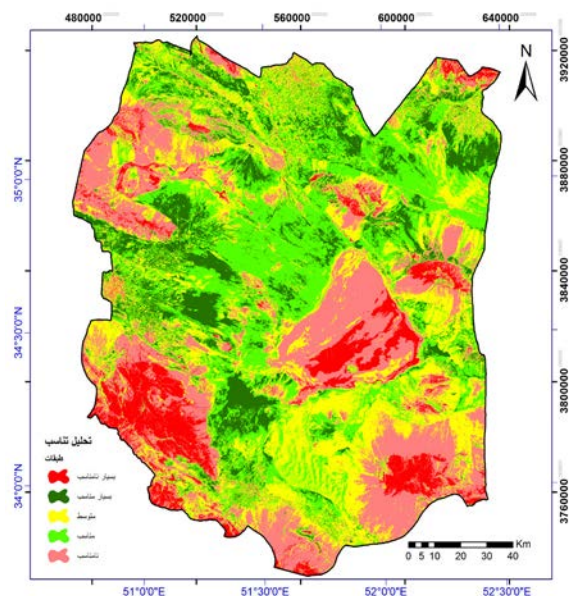 480000 520000 560000 600000 640000
N
3920000
3880000
3840000
3800000
3760000
35°0'0"N
34°30'0"N
34°0'0"N
تحلیل تناسب
طبقات
بسیار نامناسب
بسیار مناسب
متوسط
مناسب
نامناسب
Km
0 5 10 20 30 40
51°0'0"E 51°30'0"E 52°0'0"E 52°30'0"E